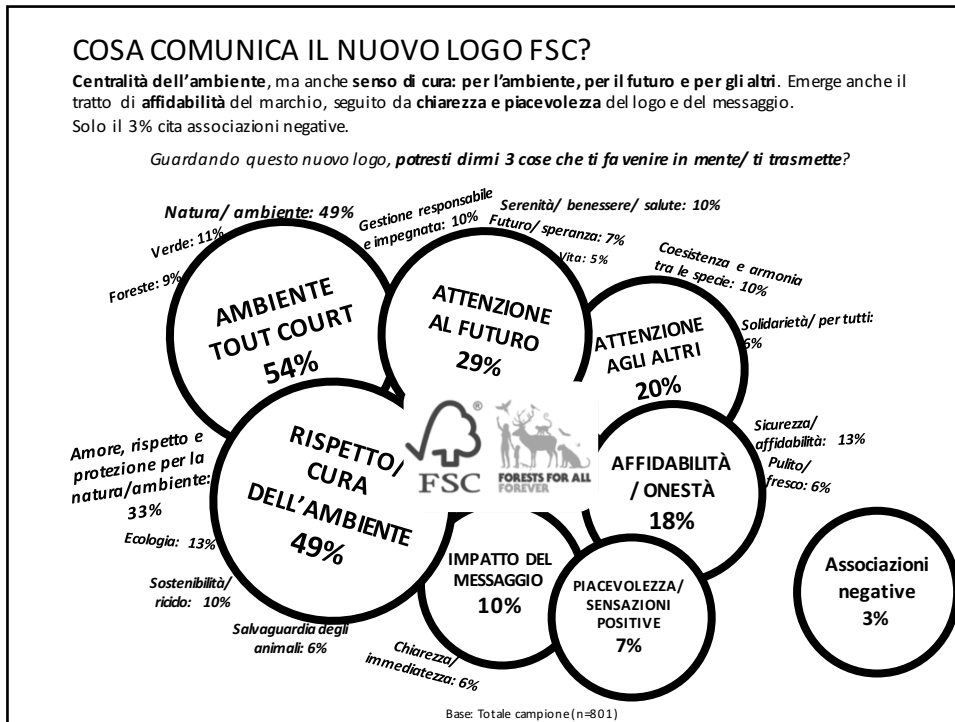 COSA COMUNICA IL NUOVO LOGO FSC?
Centralità dell'ambiente, ma anche senso di cura: per l'ambiente, per il futuro e per gli altri. Emerge anche il
tratto di affidabilità del marchio, seguito da chiarezza e piacevolezza del logo e del messaggio.
Solo il 3% cita associazioni negative.
Guardando questo nuovo logo, potresti dirmi 3 cose che ti fa venire in mente/ ti trasmette?
Natura/ ambiente: 49%
Verde: 11%
Foreste: 9%
AMBIENTE
TOUT COURT
54%
Gestione responsabile
e impegnata: 10%
Serenità/ benessere/ salute: 10%
Futuro/ speranza: 7%
Vita: 5%
ATTENZIONE
AL FUTURO
29%
Coesistenza e armonia
tra le specie: 10%
Solidarietà/ per tutti:
6%
ATTENZIONE
AGLI ALTRI
20%
Amore, rispetto e
protezione per la
natura/ambiente:
33%
Ecologia: 13%
Sostenibilità/
riciclo: 10%
Salvaguardia degli
animali: 6%
RISPETTO/
CURA
DELL'AMBIENTE
49%
®
FSC
FORESTS FOR ALL
FOREVER
Sicurezza/
affidabilità: 13%
Pulito/
fresco: 6%
AFFIDABILITÀ
/ ONESTÀ
18%
IMPATTO DEL
MESSAGGIO
10%
Chiarezza/
immediatezza: 6%
PIACEVOLEZZA/
SENSAZIONI
POSITIVE
7%
Associazioni
negative
3%
Base: Totale campione (n=801)